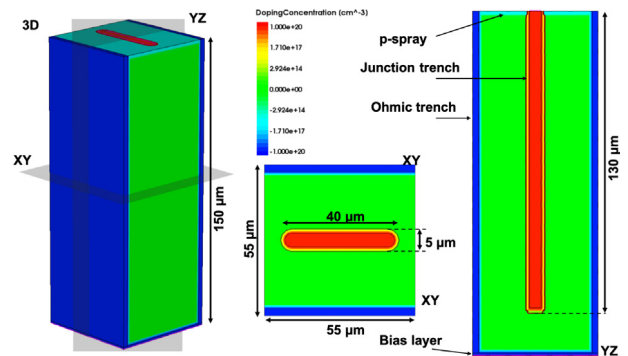 3D
YZ
XY
150 µm
DopingConcentration (cm^-3)
1.000e+20
1.710e+17
2.924e+14
0.000e+00
-2.924e+14
-1.710e+17
-1.000e+20
XY
40 µm
5 µm
55 µm
XY
55 µm
p-spray
Junction trench
Ohmic trench
130 µm
Bias layer
YZ